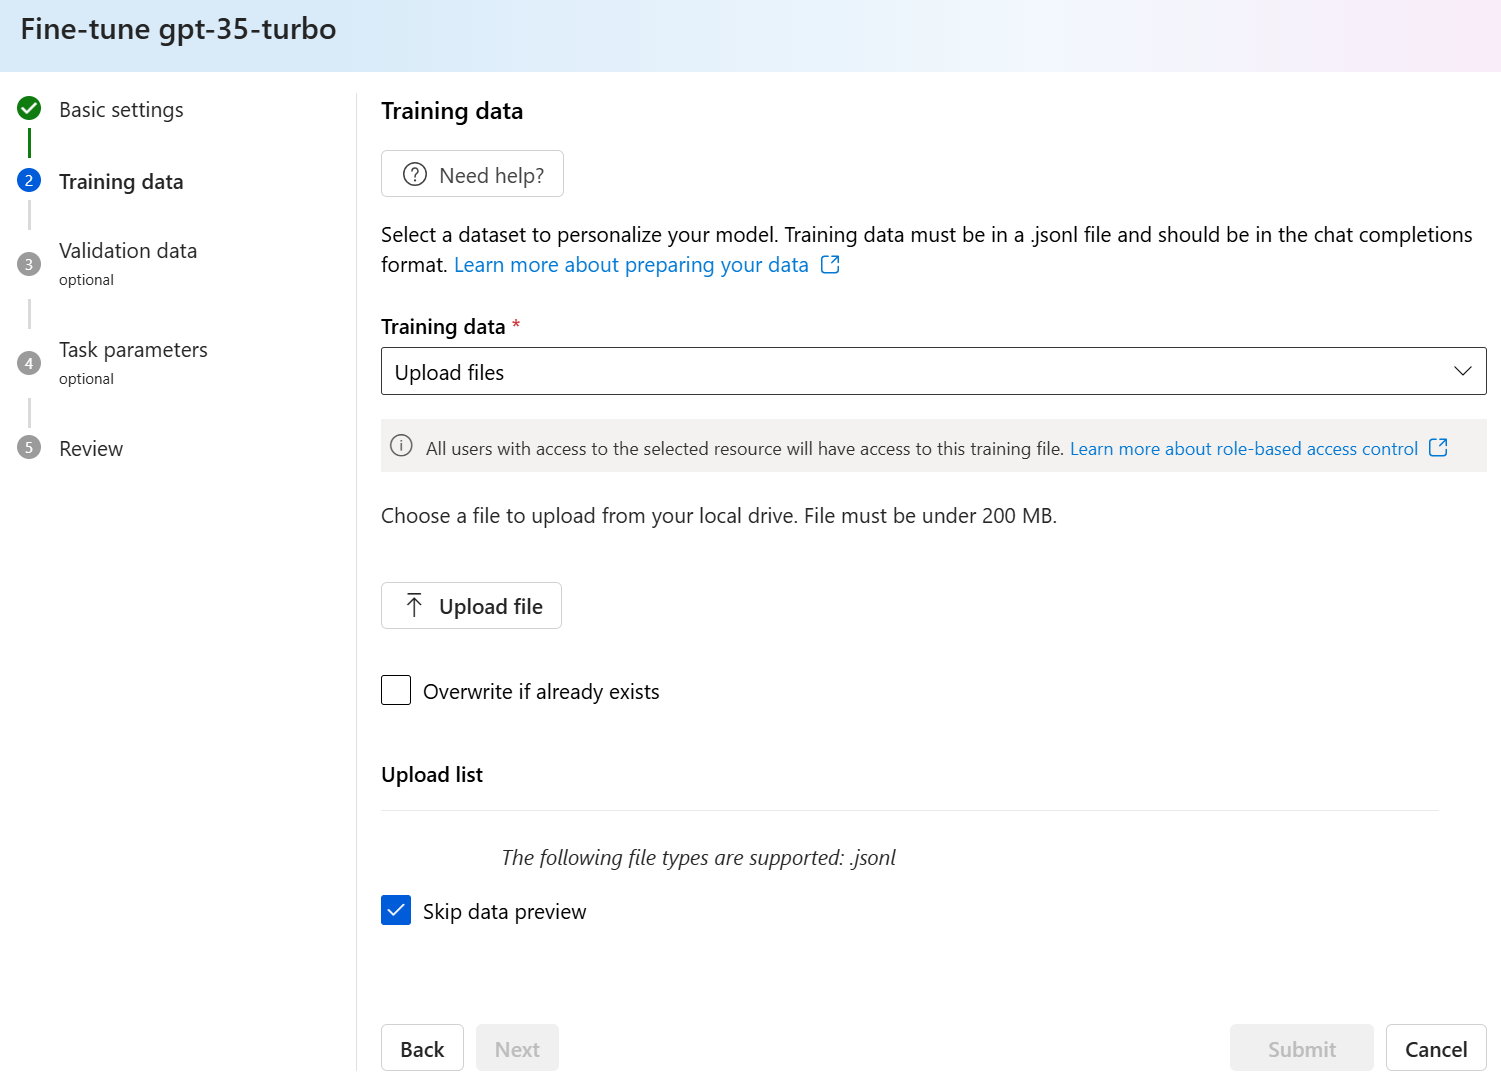 Fine-tune gpt-35-turbo
Basic settings
2 Training data
3 Validation data
optional
4 Task parameters
optional
5 Review
Training data
Need help?
Select a dataset to personalize your model. Training data must be in a .jsonl file and should be in the chat completions
format. Learn more about preparing your data
Training data *
Upload files
All users with access to the selected resource will have access to this training file. Learn more about role-based access control
Choose a file to upload from your local drive. File must be under 200 MB.
Upload file
Overwrite if already exists
Upload list
The following file types are supported: .jsonl
Skip data preview
Back Next Submit Cancel